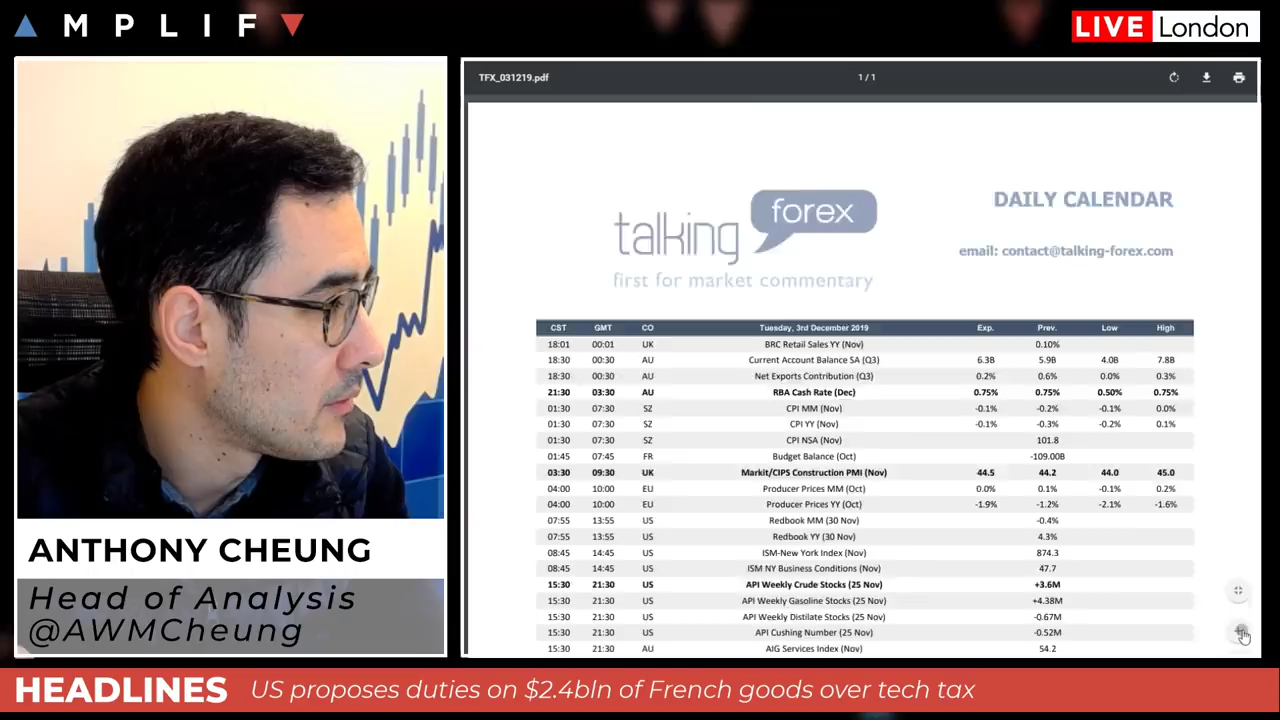 AMPLIFY
LIVE London
TFX_031219.pdf
1 / 1
talking forex
first for market commentary
DAILY CALENDAR
email: contact@talking-forex.com
CST GMT CO Tuesday, 3rd December 2019 Exp. Prev. Low High
18:01 00:01 UK BRC Retail Sales YY (Nov) 0.10%
18:30 00:30 AU Current Account Balance SA (Q3) 6.3B 5.9B 4.0B 7.8B
18:30 00:30 AU Net Exports Contribution (Q3) 0.2% 0.6% 0.0% 0.3%
21:30 03:30 AU RBA Cash Rate (Dec) 0.75% 0.75% 0.50% 0.75%
01:30 07:30 SZ CPI MM (Nov) -0.1% -0.2% -0.1% 0.0%
01:30 07:30 SZ CPI YY (Nov) -0.1% -0.3% -0.2% 0.1%
01:30 07:30 SZ CPI NSA (Nov) 101.8
01:45 07:45 FR Budget Balance (Oct) -109.00B
03:30 09:30 UK Markit/CIPS Construction PMI (Nov) 44.5 44.2 44.0 45.0
04:00 10:00 EU Producer Prices MM (Oct) 0.0% 0.1% -0.1% 0.2%
04:00 10:00 EU Producer Prices YY (Oct) -1.9% -1.2% -2.1% -1.6%
07:55 13:55 US Redbook MM (30 Nov) -0.4%
07:55 13:55 US Redbook YY (30 Nov) 4.3%
08:45 14:45 US ISM-New York Index (Nov) 874.3
08:45 14:45 US ISM NY Business Conditions (Nov) 47.7
15:30 21:30 US API Weekly Crude Stocks (25 Nov) +3.6M
15:30 21:30 US API Weekly Gasoline Stocks (25 Nov) +4.38M
15:30 21:30 US API Weekly Distilate Stocks (25 Nov) -0.67M
15:30 21:30 US API Cushing Number (25 Nov) -0.52M
15:30 21:30 AU AIG Services Index (Nov) 54.2
ANTHONY CHEUNG
Head of Analysis
@AWMCheung
HEADLINES US proposes duties on $2.4bln of French goods over tech tax